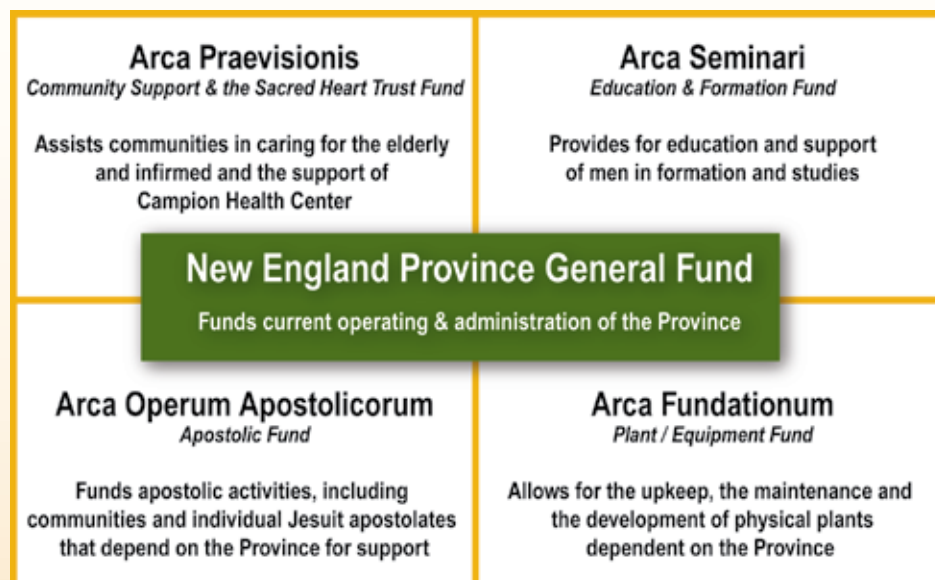 Arca Praevisionis
Community Support & the Sacred Heart Trust Fund
Assists communities in caring for the elderly
and infirmed and the support of
Campion Health Center
Arca Seminari
Education & Formation Fund
Provides for education and support
of men in formation and studies
New England Province General Fund
Funds current operating & administration of the Province
Arca Operum Apostolicorum
Apostolic Fund
Funds apostolic activities, including
communities and individual Jesuit apostolates
that depend on the Province for support
Arca Fundationum
Plant / Equipment Fund
Allows for the upkeep, the maintenance and
the development of physical plants
dependent on the Province